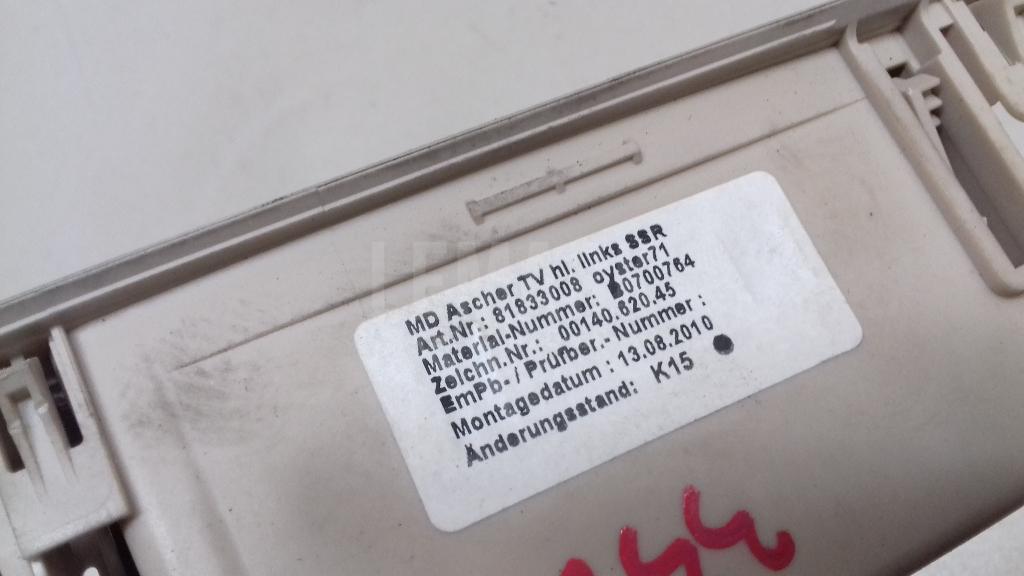 MD Ascher TV hl. links SSR
Art.Nr.: 81833008 oyster71
Material-Nummer: 0700764
Zeichn.Nr.: 00140.620.45
EmPb- / Prüfber.- Nummer :
Montagedatum : 13.08.2010
Änderungsstand: K15